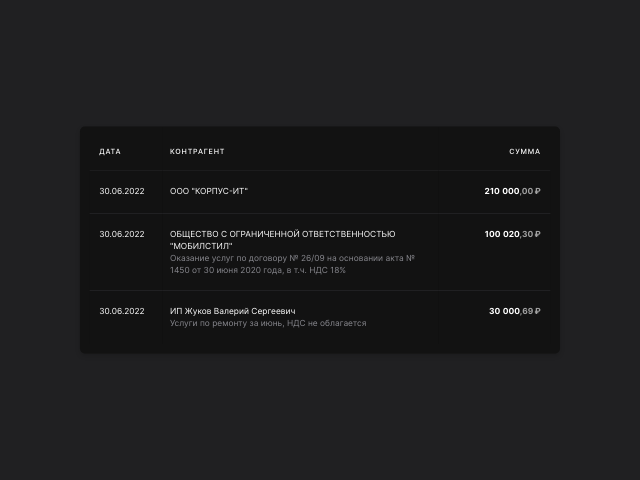 ДАТА КОНТРАГЕНТ СУММА
30.06.2022 ООО "КОРПУС-ИТ" 210 000,00 ₽
30.06.2022 ОБЩЕСТВО С ОГРАНИЧЕННОЙ ОТВЕТСТВЕННОСТЬЮ 100 020,30 ₽
"МОБИЛСТИЛ"
Оказание услуг по договору № 26/09 на основании акта №
1450 от 30 июня 2020 года, в т.ч. НДС 18%
30.06.2022 ИП Жуков Валерий Сергеевич 30 000,69 ₽
Услуги по ремонту за июнь, НДС не облагается